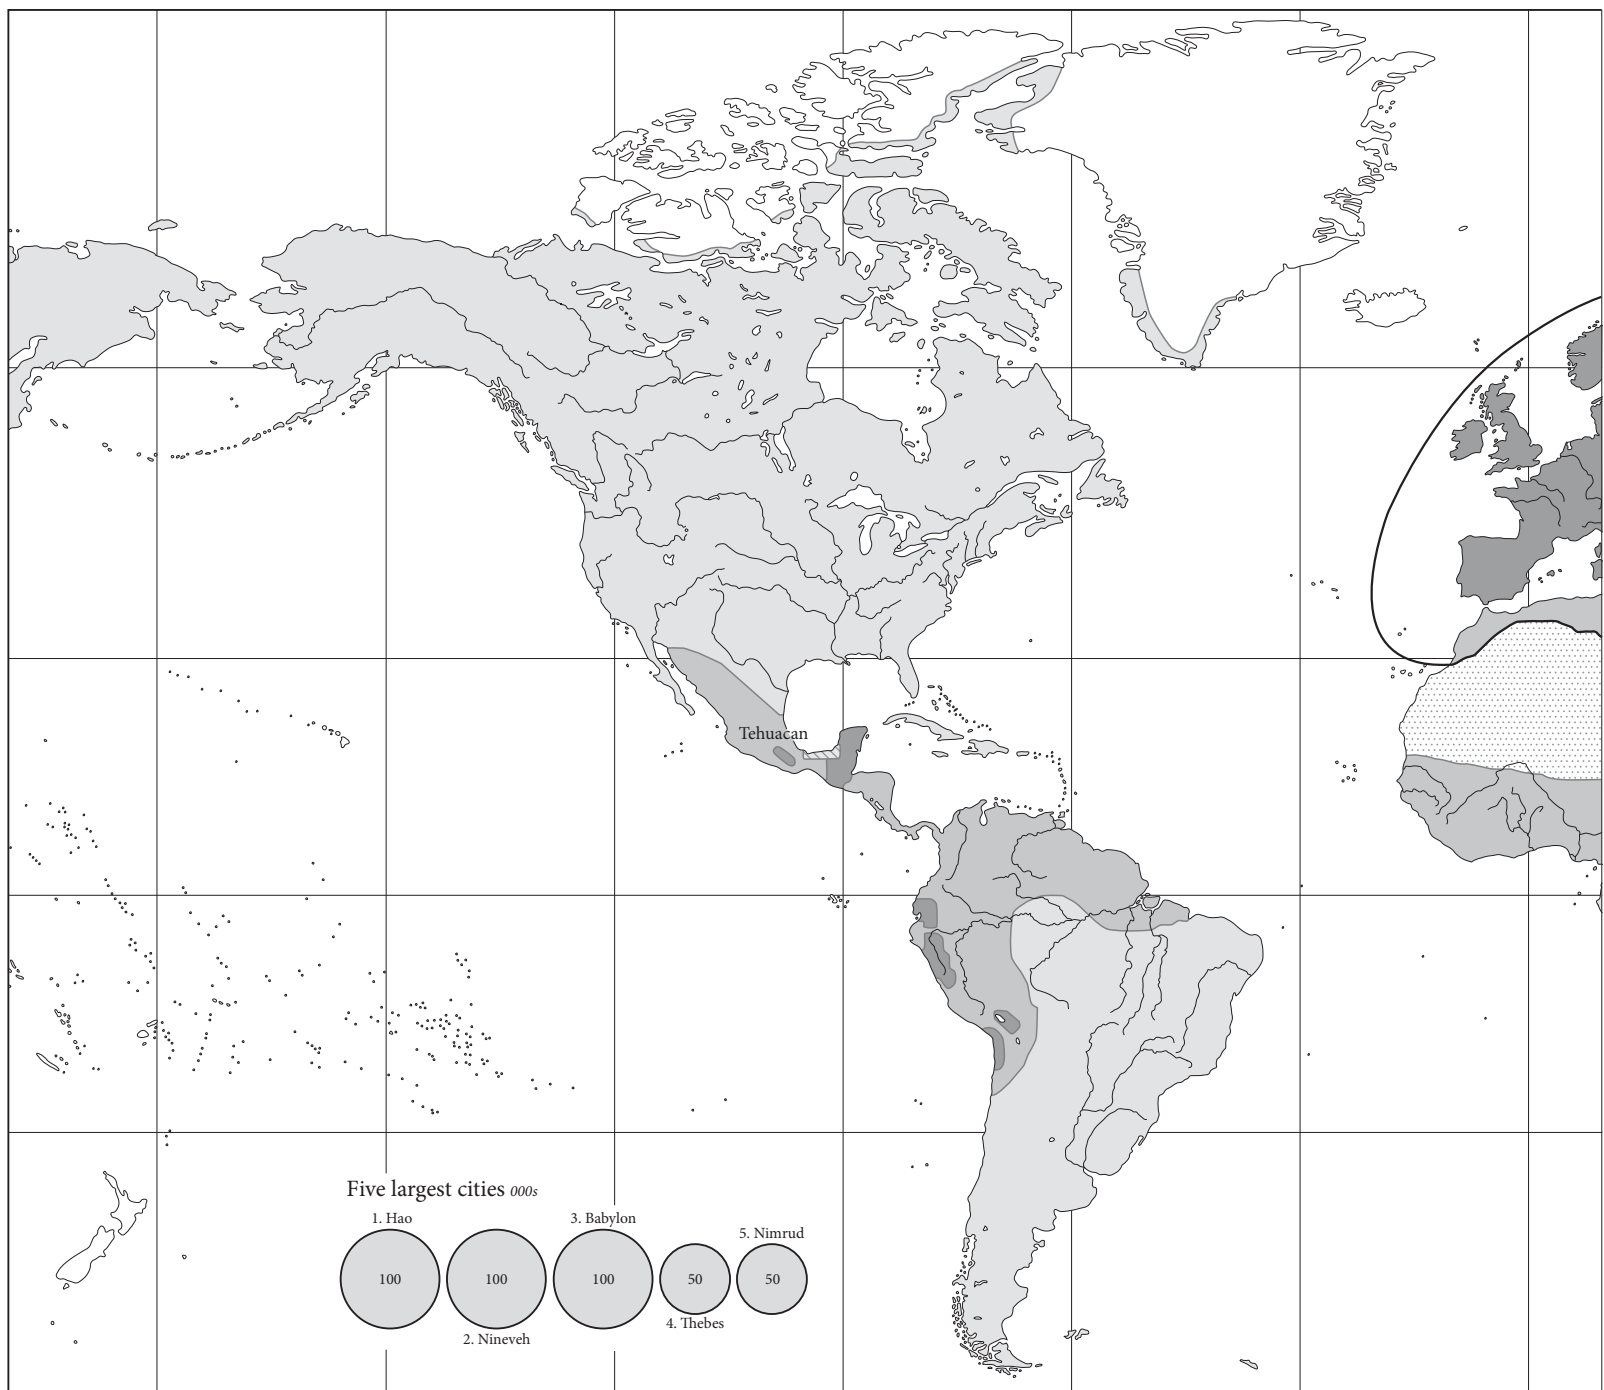 Tehuacan
Five largest cities 000s
1. Hao
3. Babylon
5. Nimrud
100
100
100
50
50
2. Nineveh
4. Thebes